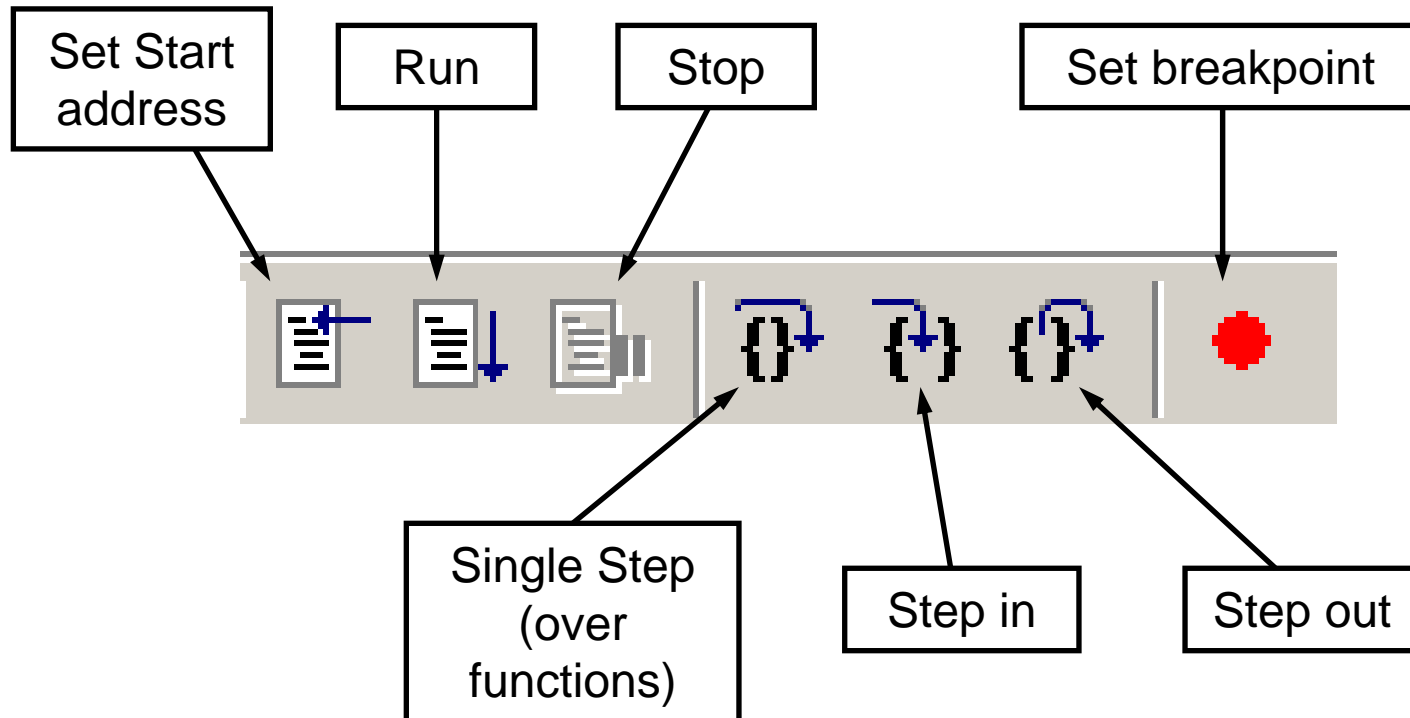 Set Start
address
Run
Stop
Set breakpoint
Single Step
(over
functions)
Step in
Step out